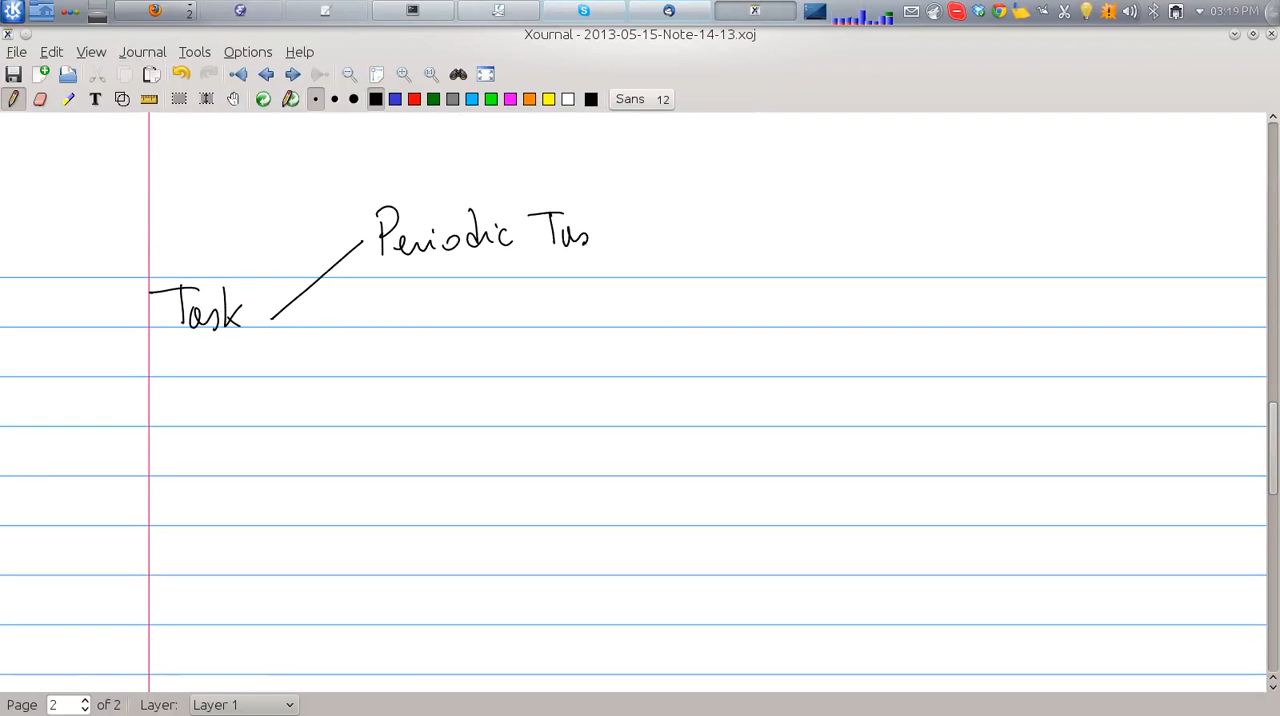 2
03:19 PM
Xournal - 2013-05-15-Note-14-13.xoj
File Edit View Journal Tools Options Help
T Sans 12
Periodic Tas
Task
Page 2 of 2 Layer: Layer 1